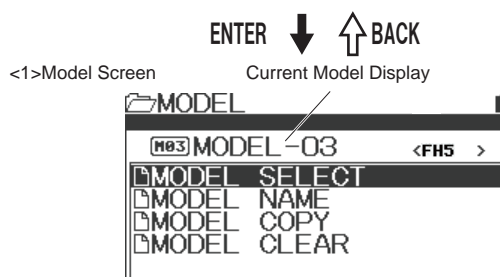 ENTER BACK
<1>Model Screen Current Model Display
MODEL
M03 MODEL-03 <FH5 >
MODEL SELECT
MODEL NAME
MODEL COPY
MODEL CLEAR